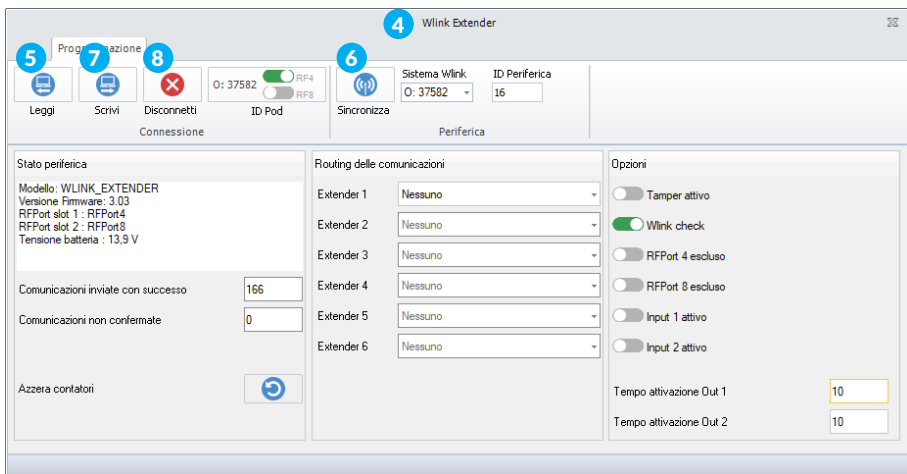 4 Wlink Extender
Programmazione
5 7 8 6
Leggi Scrivi Disconnetti O: 37582 RF4 RF8 ID Pod Sincronizza Sistema Wlink O: 37582 ID Periferica 16
Connessione Periferica
Stato periferica
Modello: WLINK_EXTENDER
Versione Firmware: 3.03
RFPort slot 1 : RFPort4
RFPort slot 2 : RFPort8
Tensione batteria : 13,9 V
Comunicazioni inviate con successo 166
Comunicazioni non confermate 0
Azzera contatori
Routing delle comunicazioni
Extender 1 Nessuno
Extender 2 Nessuno
Extender 3 Nessuno
Extender 4 Nessuno
Extender 5 Nessuno
Extender 6 Nessuno
Opzioni
Tamper attivo
Wlink check
RFPort 4 escluso
RFPort 8 escluso
Input 1 attivo
Input 2 attivo
Tempo attivazione Out 1 10
Tempo attivazione Out 2 10